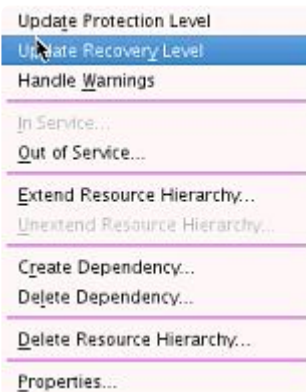 Update Protection Level
Update Recovery Level
Handle Warnings
In Service...
Out of Service...
Extend Resource Hierarchy...
Unextend Resource Hierarchy...
Create Dependency...
Delete Dependency...
Delete Resource Hierarchy...
Properties...